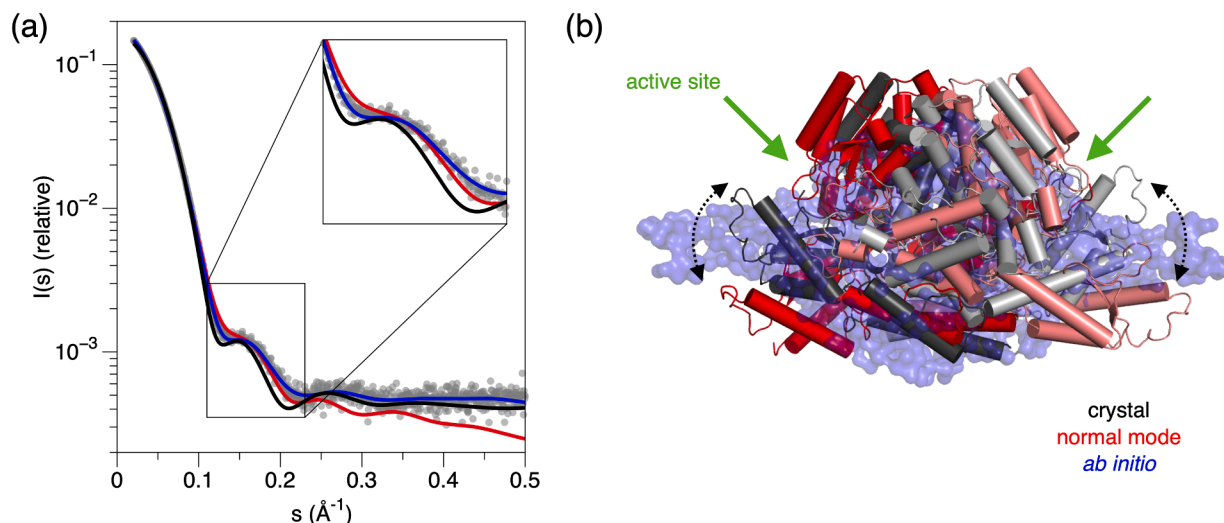 (a)
I(s) (relative)
10⁻¹
10⁻²
10⁻³
0
0.1
0.2
0.3
0.4
0.5
s (Å⁻¹)
(b)
active site
crystal
normal mode
ab initio